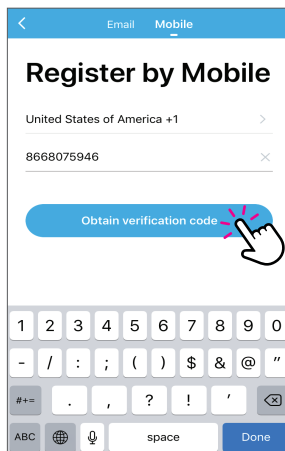 Email Mobile
Register by Mobile
United States of America +1
8668075946
Obtain verification code
1 2 3 4 5 6 7 8 9 0
- / : ; ( ) $ & @ "
#+= . , ? ! '
ABC space Done